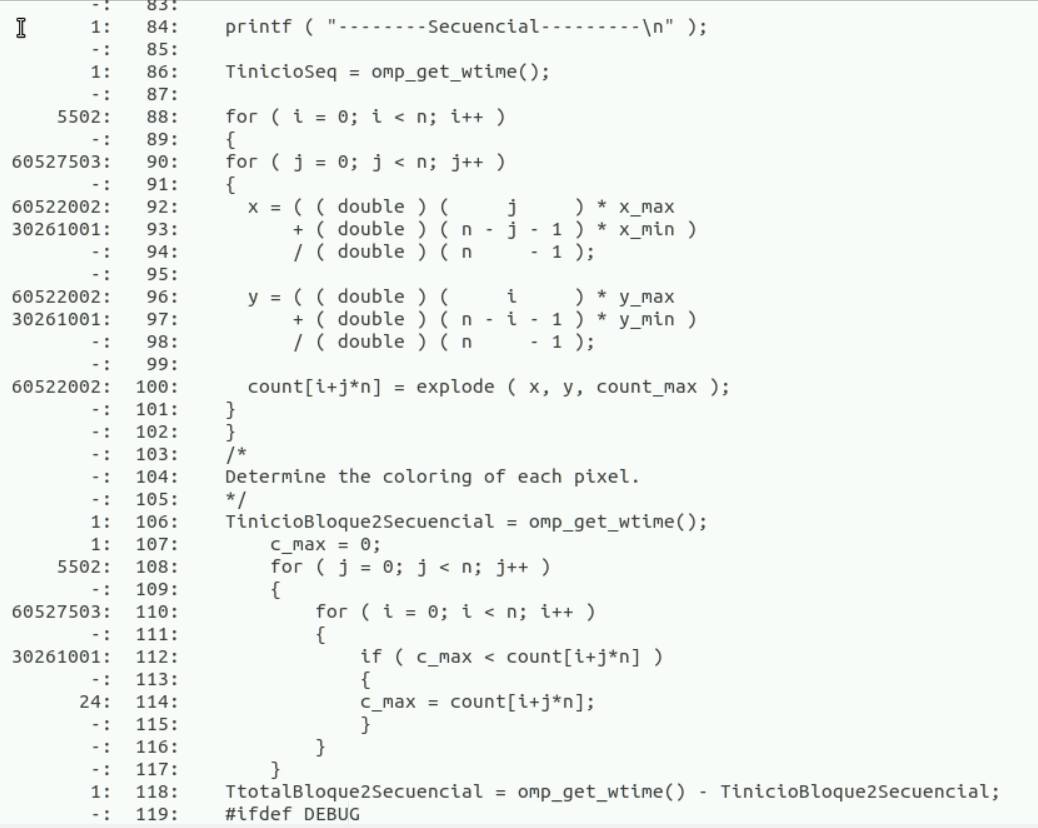 -: 83:
1: 84: printf ( "--------Secuencial---------\n" );
-: 85:
1: 86: TinicioSeq = omp_get_wtime();
-: 87:
5502: 88: for ( i = 0; i < n; i++ )
-: 89: {
60527503: 90: for ( j = 0; j < n; j++ )
-: 91: {
60522002: 92: x = ( ( double ) ( j ) * x_max
30261001: 93: + ( double ) ( n - j - 1 ) * x_min )
-: 94: / ( double ) ( n - 1 );
-: 95:
60522002: 96: y = ( ( double ) ( i ) * y_max
30261001: 97: + ( double ) ( n - i - 1 ) * y_min )
-: 98: / ( double ) ( n - 1 );
-: 99:
60522002: 100: count[i+j*n] = explode ( x, y, count_max );
-: 101: }
-: 102: }
-: 103: /*
-: 104: Determine the coloring of each pixel.
-: 105: */
1: 106: TinicioBloque2Secuencial = omp_get_wtime();
1: 107: c_max = 0;
5502: 108: for ( j = 0; j < n; j++ )
-: 109: {
60527503: 110: for ( i = 0; i < n; i++ )
-: 111: {
30261001: 112: if ( c_max < count[i+j*n] )
-: 113: {
24: 114: c_max = count[i+j*n];
-: 115: }
-: 116: }
-: 117: }
1: 118: TtotalBloque2Secuencial = omp_get_wtime() - TinicioBloque2Secuencial;
-: 119: #ifdef DEBUG